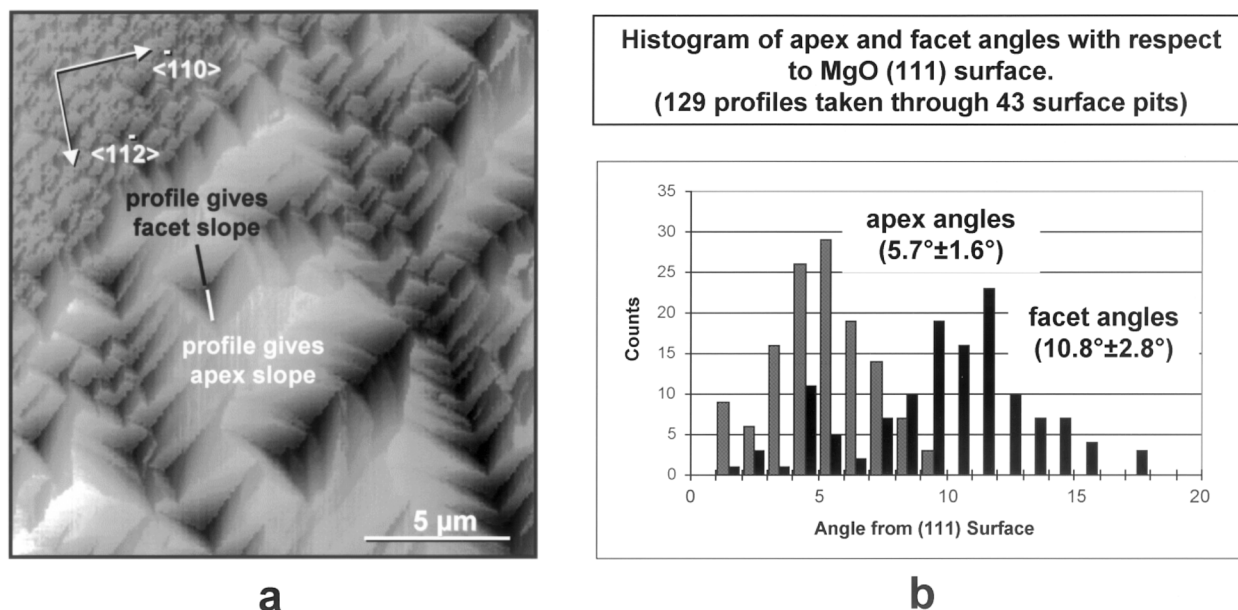 <1̄10>
<112̄>
profile gives
facet slope
profile gives
apex slope
5 µm
a
Histogram of apex and facet angles with respect
to MgO (111) surface.
(129 profiles taken through 43 surface pits)
35
30
25
20
15
10
5
0
Counts
apex angles
(5.7°±1.6°)
facet angles
(10.8°±2.8°)
0 5 10 15 20
Angle from (111) Surface
b